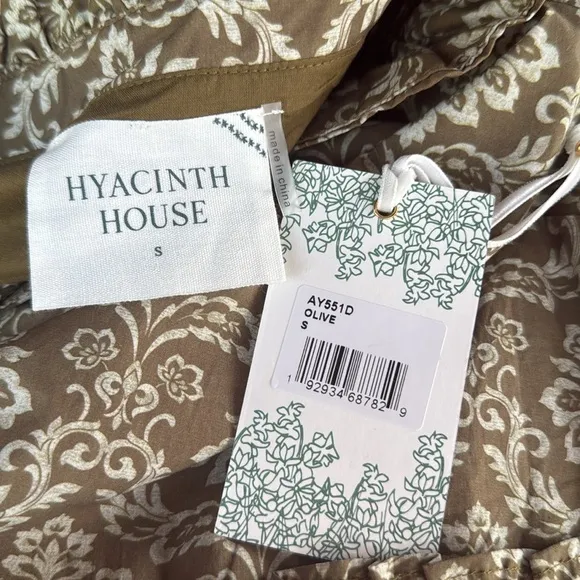 HYACINTH
HOUSE
S
made in china
AY551D
OLIVE
S
1 92934 68782 9